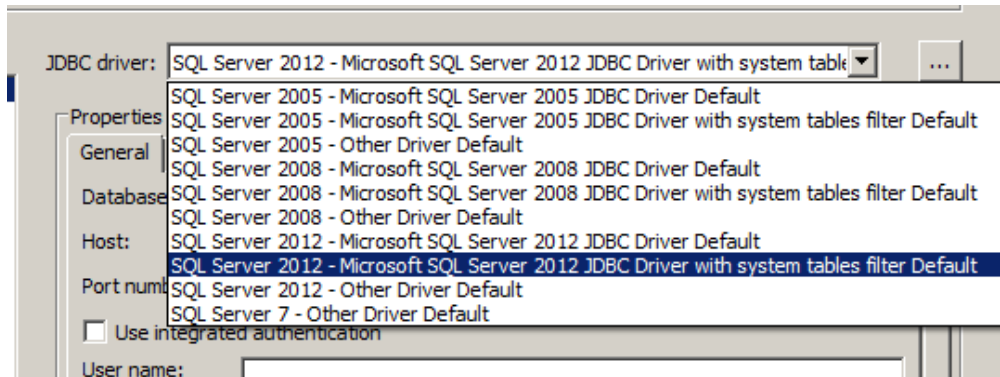 JDBC driver: SQL Server 2012 - Microsoft SQL Server 2012 JDBC Driver with system ...
SQL Server 2005 - Microsoft SQL Server 2005 JDBC Driver Default
Properties SQL Server 2005 - Microsoft SQL Server 2005 JDBC Driver with system tables filter Default
General SQL Server 2005 - Other Driver Default
SQL Server 2008 - Microsoft SQL Server 2008 JDBC Driver Default
Database SQL Server 2008 - Microsoft SQL Server 2008 JDBC Driver with system tables filter Default
SQL Server 2008 - Other Driver Default
Host: SQL Server 2012 - Microsoft SQL Server 2012 JDBC Driver Default
SQL Server 2012 - Microsoft SQL Server 2012 JDBC Driver with system tables filter Default
Port SQL Server 2012 - Other Driver Default
SQL Server 7 - Other Driver Default
Use integrated authentication
User name: